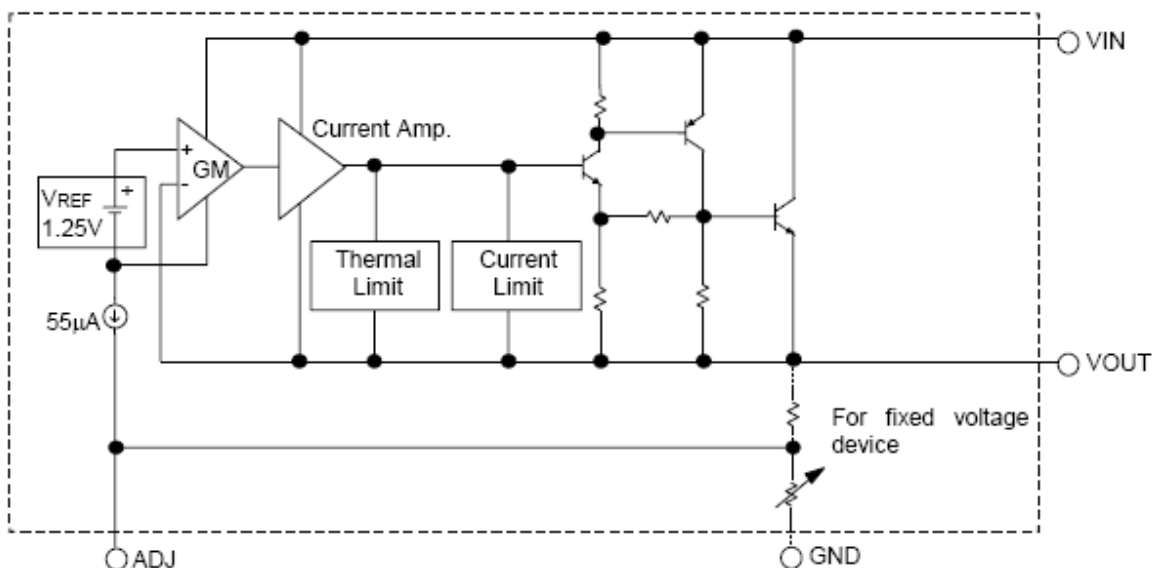 VIN
Current Amp.
+
GM
-
VREF
+
1.25V
Thermal
Limit
Current
Limit
55μA
VOUT
For fixed voltage
device
ADJ
GND